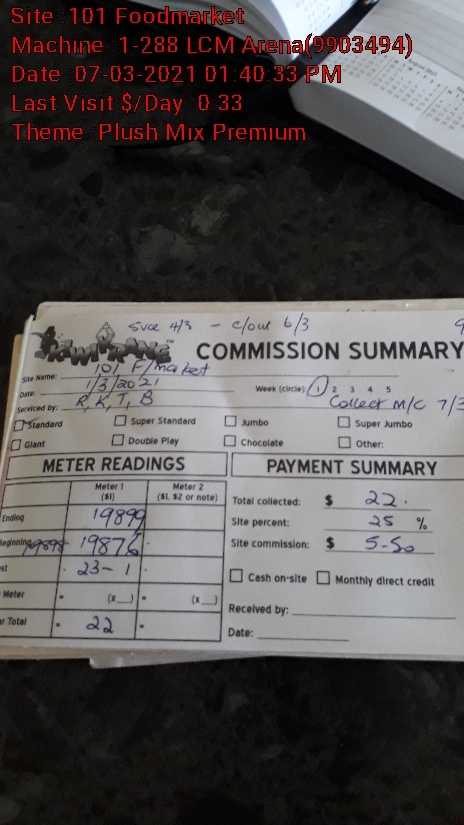 Site :101 Foodmarket
Machine :1-288 LCM Arena(9903494)
Date :07-03-2021 01:40:33 PM
Last Visit $/Day :0.33
Theme :Plush Mix Premium
Svce 4/3 - c/out 6/3
KIWIKRANE™ COMMISSION SUMMARY
Site Name: 101 F/market
Date: 1/3/2021 Week (circle): 1 2 3 4 5
Serviced by: R, K, T, B Collect M/C 7/3
Standard Super Standard Jumbo Super Jumbo
Giant Double Play Chocolate Other:
METER READINGS PAYMENT SUMMARY
Meter 1 ($1) Meter 2 ($1, $2 or note)
Total collected: $ 22.
Ending 19899
Site percent: 25 %
Beginning 19898 19876
Site commission: $ 5-50
st 23-1
Cash on-site Monthly direct credit
Meter = (x__) = (x__)
Received by:
r Total = 22 =
Date: